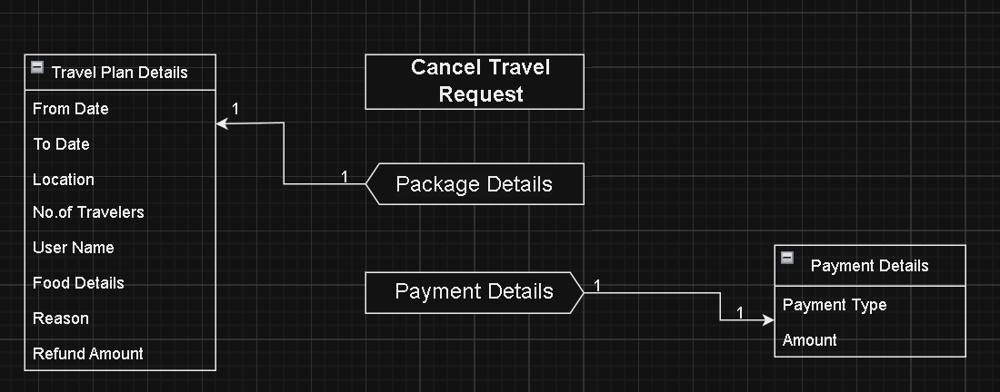 Travel Plan Details
From Date
To Date
Location
No.of Travelers
User Name
Food Details
Reason
Refund Amount
1
1
Cancel Travel
Request
Package Details
Payment Details
1
1
Payment Details
Payment Type
Amount